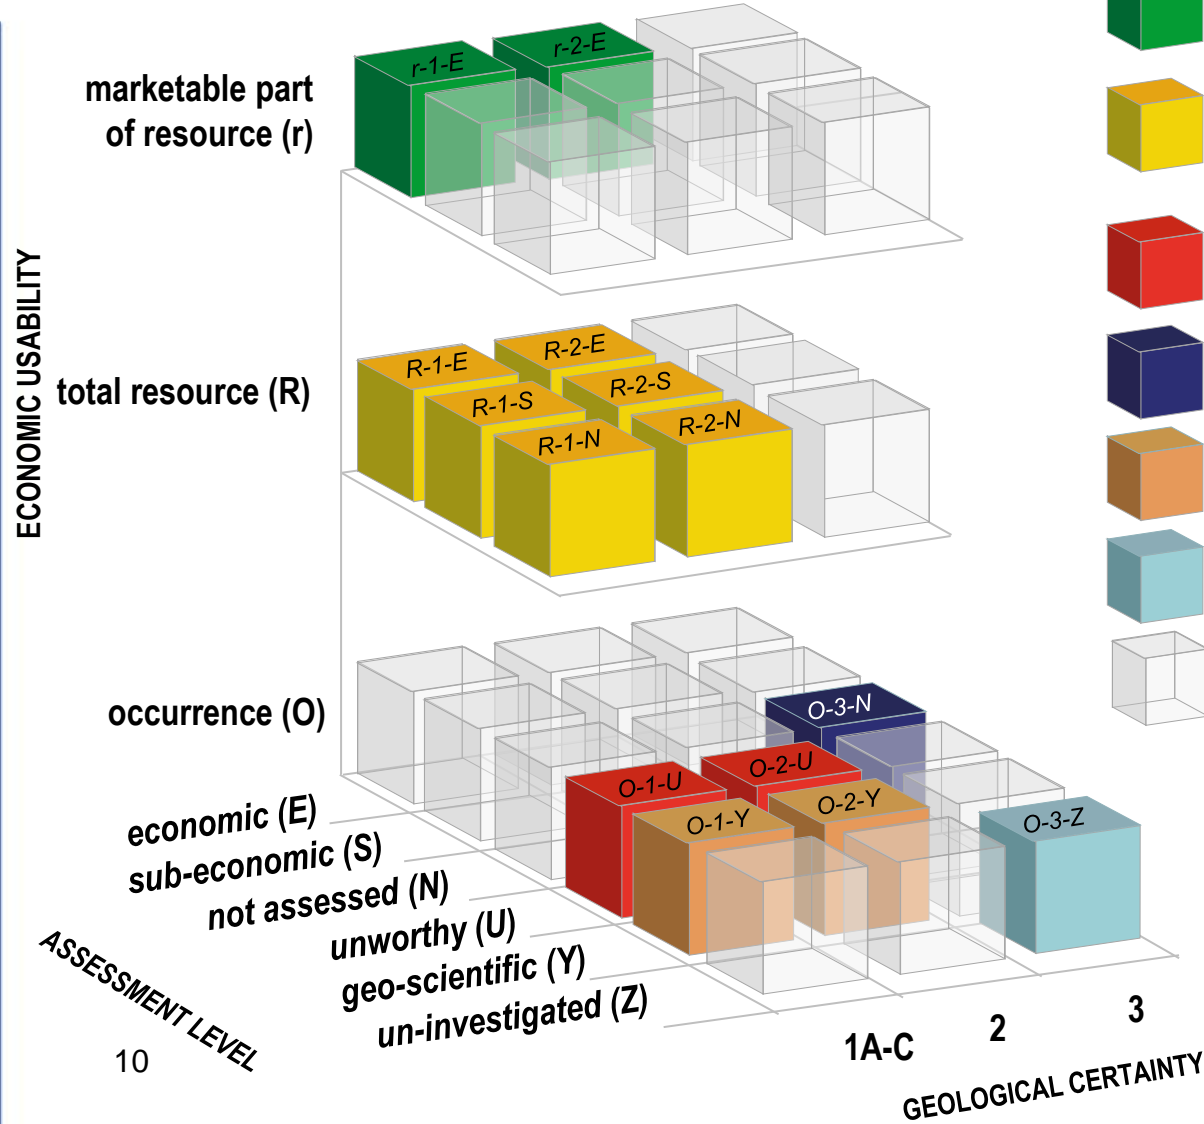 r-1-E
r-2-E
marketable part
of resource (r)
ECONOMIC USABILITY
total resource (R)
R-1-E
R-2-E
R-1-S
R-2-S
R-1-N
R-2-N
occurrence (O)
O-3-N
O-1-U
O-2-U
O-1-Y
O-2-Y
O-3-Z
economic (E)
sub-economic (S)
not assessed (N)
unworthy (U)
geo-scientific (Y)
un-investigated (Z)
ASSESSMENT LEVEL
10
1A-C
2
3
GEOLOGICAL CERTAINTY